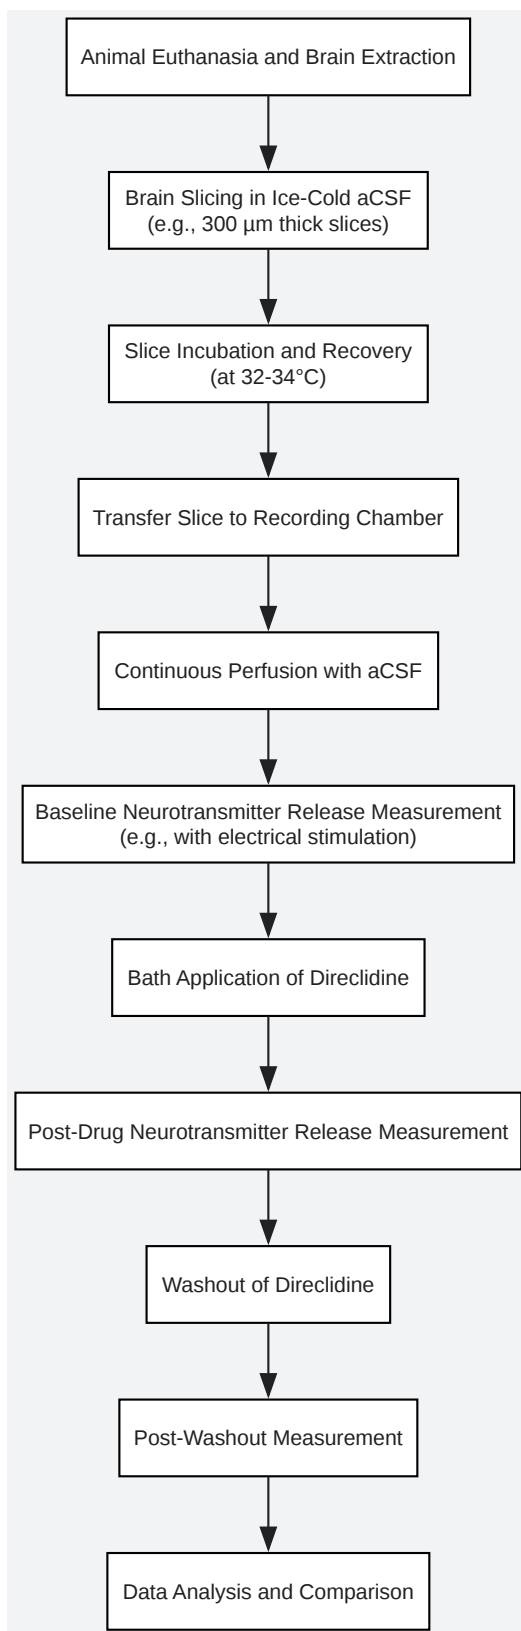 Animal Euthanasia and Brain Extraction
Brain Slicing in Ice-Cold aCSF
(e.g., 300 µm thick slices)
Slice Incubation and Recovery
(at 32-34°C)
Transfer Slice to Recording Chamber
Continuous Perfusion with aCSF
Baseline Neurotransmitter Release Measurement
(e.g., with electrical stimulation)
Bath Application of Direclidine
Post-Drug Neurotransmitter Release Measurement
Washout of Direclidine
Post-Washout Measurement
Data Analysis and Comparison